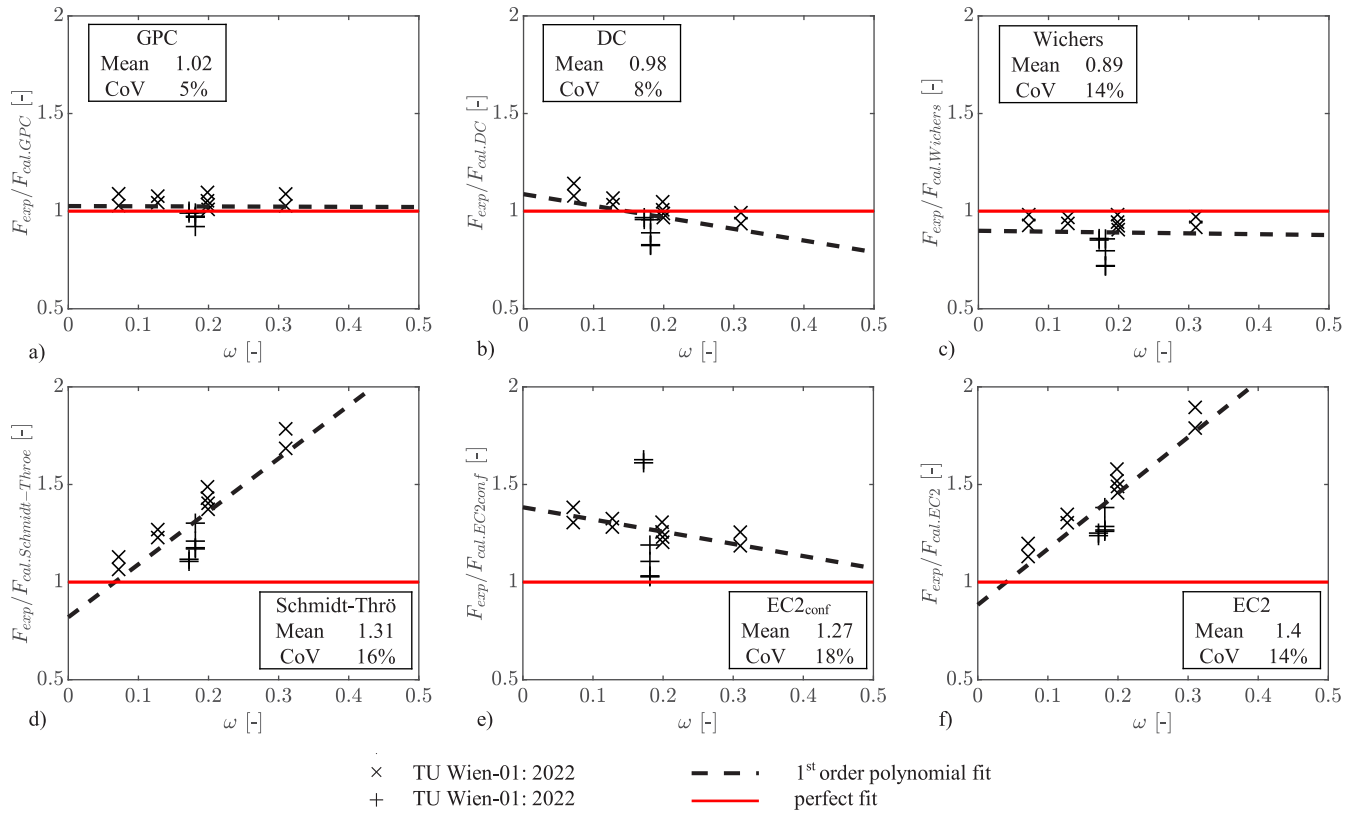 2
1.5
1
0.5
F_exp/F_cal.GPC [-]
GPC
Mean 1.02
CoV 5%
0 0.1 0.2 0.3 0.4 0.5
a)
ω [-]
2
1.5
1
0.5
F_exp/F_cal.DC [-]
DC
Mean 0.98
CoV 8%
0 0.1 0.2 0.3 0.4 0.5
b)
ω [-]
2
1.5
1
0.5
F_exp/F_cal.Wichers [-]
Wichers
Mean 0.89
CoV 14%
0 0.1 0.2 0.3 0.4 0.5
c)
ω [-]
2
1.5
1
0.5
F_exp/F_cal.Schmidt−Throe [-]
Schmidt-Thrö
Mean 1.31
CoV 16%
0 0.1 0.2 0.3 0.4 0.5
d)
ω [-]
2
1.5
1
0.5
F_exp/F_cal.EC2conf [-]
EC2conf
Mean 1.27
CoV 18%
0 0.1 0.2 0.3 0.4 0.5
e)
ω [-]
2
1.5
1
0.5
F_exp/F_cal.EC2 [-]
EC2
Mean 1.4
CoV 14%
0 0.1 0.2 0.3 0.4 0.5
f)
ω [-]
× TU Wien-01: 2022
+ TU Wien-01: 2022
1st order polynomial fit
perfect fit